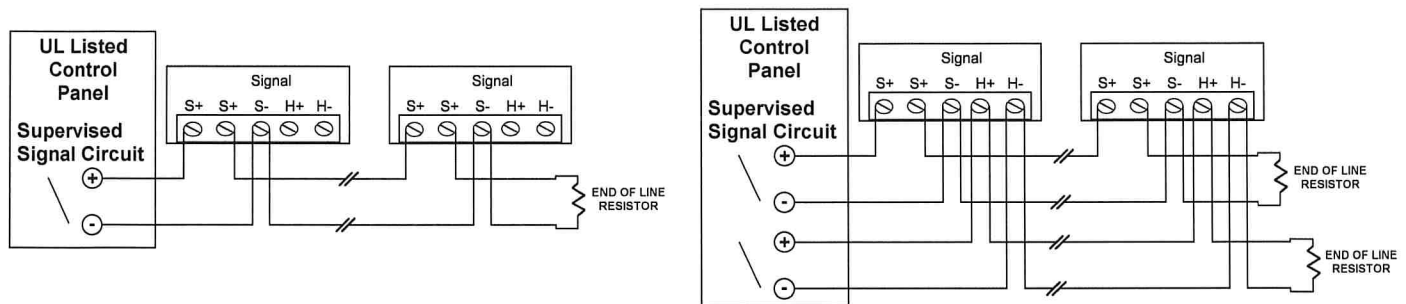 UL Listed
Control
Panel
Supervised
Signal Circuit
+
-
Signal
S+ S+ S- H+ H-
Signal
S+ S+ S- H+ H-
END OF LINE
RESISTOR
UL Listed
Control
Panel
Supervised
Signal Circuit
+
-
+
-
Signal
S+ S+ S- H+ H-
Signal
S+ S+ S- H+ H-
END OF LINE
RESISTOR
END OF LINE
RESISTOR